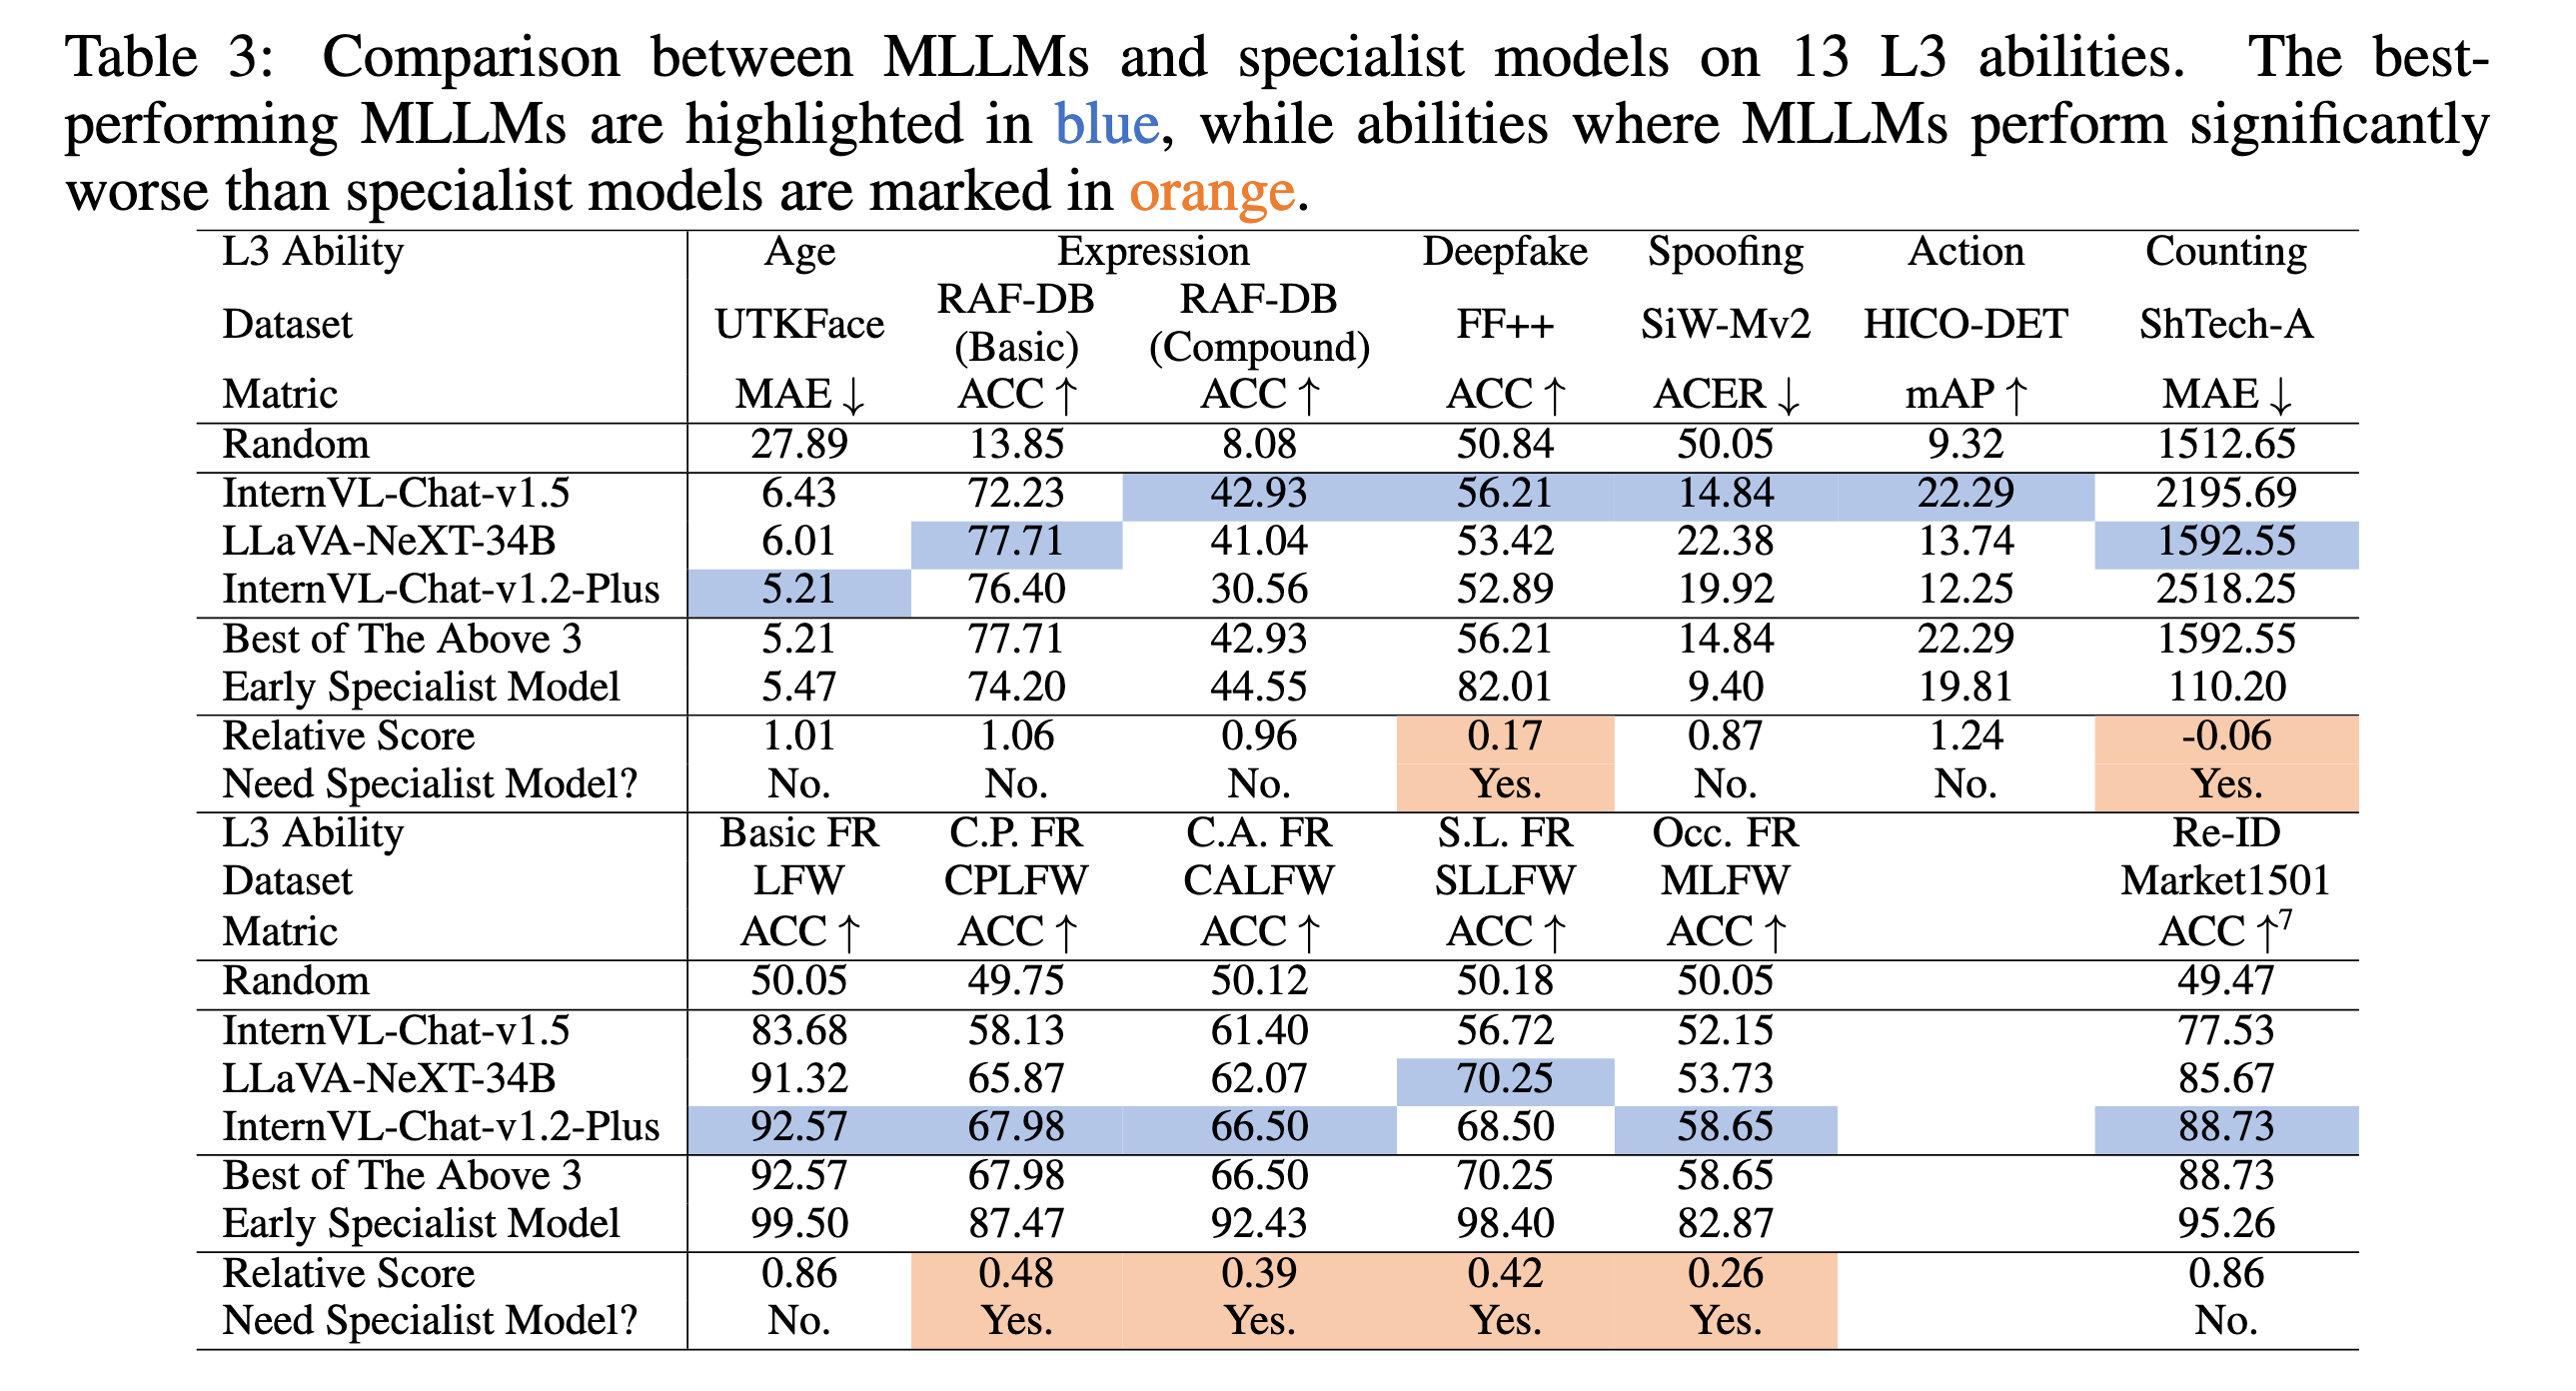 Table 3: Comparison between MLLMs and specialist models on 13 L3 abilities. The best-
performing MLLMs are highlighted in blue, while abilities where MLLMs perform significantly
worse than specialist models are marked in orange.
L3 Ability Age Expression Deepfake Spoofing Action Counting
Dataset UTKFace RAF-DB (Basic) RAF-DB (Compound) FF++ SiW-Mv2 HICO-DET ShTech-A
Matric MAE ↓ ACC ↑ ACC ↑ ACC ↑ ACER ↓ mAP ↑ MAE ↓
Random 27.89 13.85 8.08 50.84 50.05 9.32 1512.65
InternVL-Chat-v1.5 6.43 72.23 42.93 56.21 14.84 22.29 2195.69
LLaVA-NeXT-34B 6.01 77.71 41.04 53.42 22.38 13.74 1592.55
InternVL-Chat-v1.2-Plus 5.21 76.40 30.56 52.89 19.92 12.25 2518.25
Best of The Above 3 5.21 77.71 42.93 56.21 14.84 22.29 1592.55
Early Specialist Model 5.47 74.20 44.55 82.01 9.40 19.81 110.20
Relative Score 1.01 1.06 0.96 0.17 0.87 1.24 -0.06
Need Specialist Model? No. No. No. Yes. No. No. Yes.
L3 Ability Basic FR C.P. FR C.A. FR S.L. FR Occ. FR Re-ID
Dataset LFW CPLFW CALFW SLLFW MLFW Market1501
Matric ACC ↑ ACC ↑ ACC ↑ ACC ↑ ACC ↑ ACC ↑7
Random 50.05 49.75 50.12 50.18 50.05 49.47
InternVL-Chat-v1.5 83.68 58.13 61.40 56.72 52.15 77.53
LLaVA-NeXT-34B 91.32 65.87 62.07 70.25 53.73 85.67
InternVL-Chat-v1.2-Plus 92.57 67.98 66.50 68.50 58.65 88.73
Best of The Above 3 92.57 67.98 66.50 70.25 58.65 88.73
Early Specialist Model 99.50 87.47 92.43 98.40 82.87 95.26
Relative Score 0.86 0.48 0.39 0.42 0.26 0.86
Need Specialist Model? No. Yes. Yes. Yes. Yes. No.